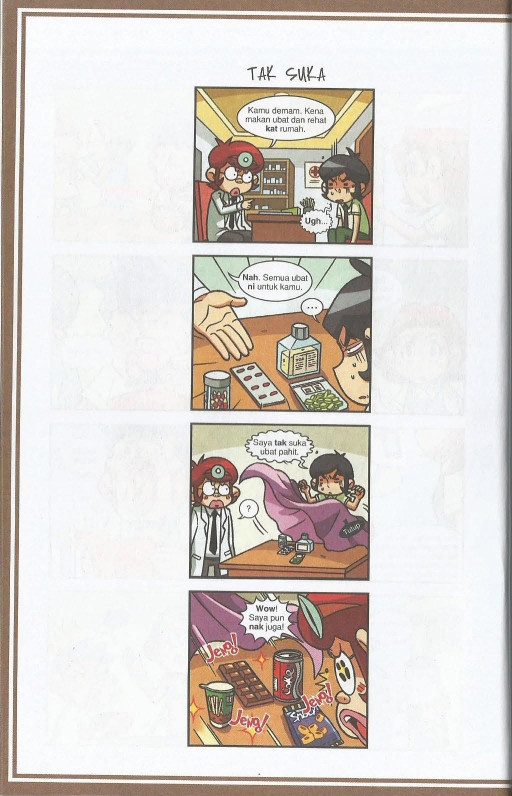 TAK SUKA
Kamu demam. Kena
makan ubat dan rehat
kat rumah.
Ugh...
Nah. Semua ubat
ni untuk kamu.
...
Saya tak suka
ubat pahit.
?
Tutup
Wow!
Saya pun
nak juga!
Jeng!
Jeng!
Jeng!